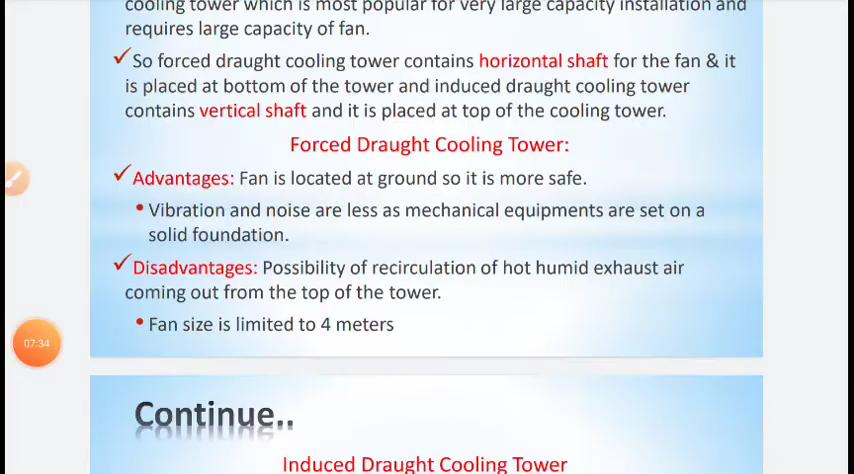 cooling tower which is most popular for very large capacity installation and
requires large capacity of fan.
✓So forced draught cooling tower contains horizontal shaft for the fan & it
is placed at bottom of the tower and induced draught cooling tower
contains vertical shaft and it is placed at top of the cooling tower.
Forced Draught Cooling Tower:
✓Advantages: Fan is located at ground so it is more safe.
• Vibration and noise are less as mechanical equipments are set on a
solid foundation.
✓Disadvantages: Possibility of recirculation of hot humid exhaust air
coming out from the top of the tower.
• Fan size is limited to 4 meters
07:34
Continue..
Induced Draught Cooling Tower